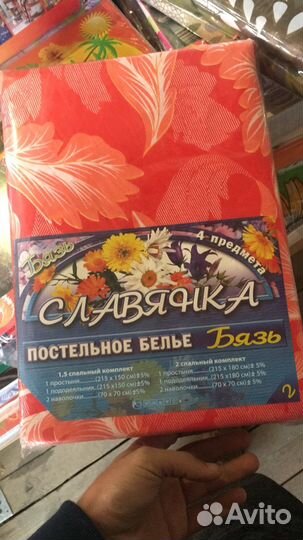 Бязь
4 предмета
СЛАВЯНКА
ПОСТЕЛЬНОЕ БЕЛЬЕ Бязь
1,5 спальный комплект
1 простыня (215 х 150 см)± 5%
1 пододеяльник (215 х150 см)±5%
2 наволочки (70 х 70 см)±5%
2 спальный комплект
1 простыня (215 х 180 см)± 5%
1 пододеяльник (215 х180 см)± 5%
2 наволочки (70 х 70 см)± 5%
2
Avito